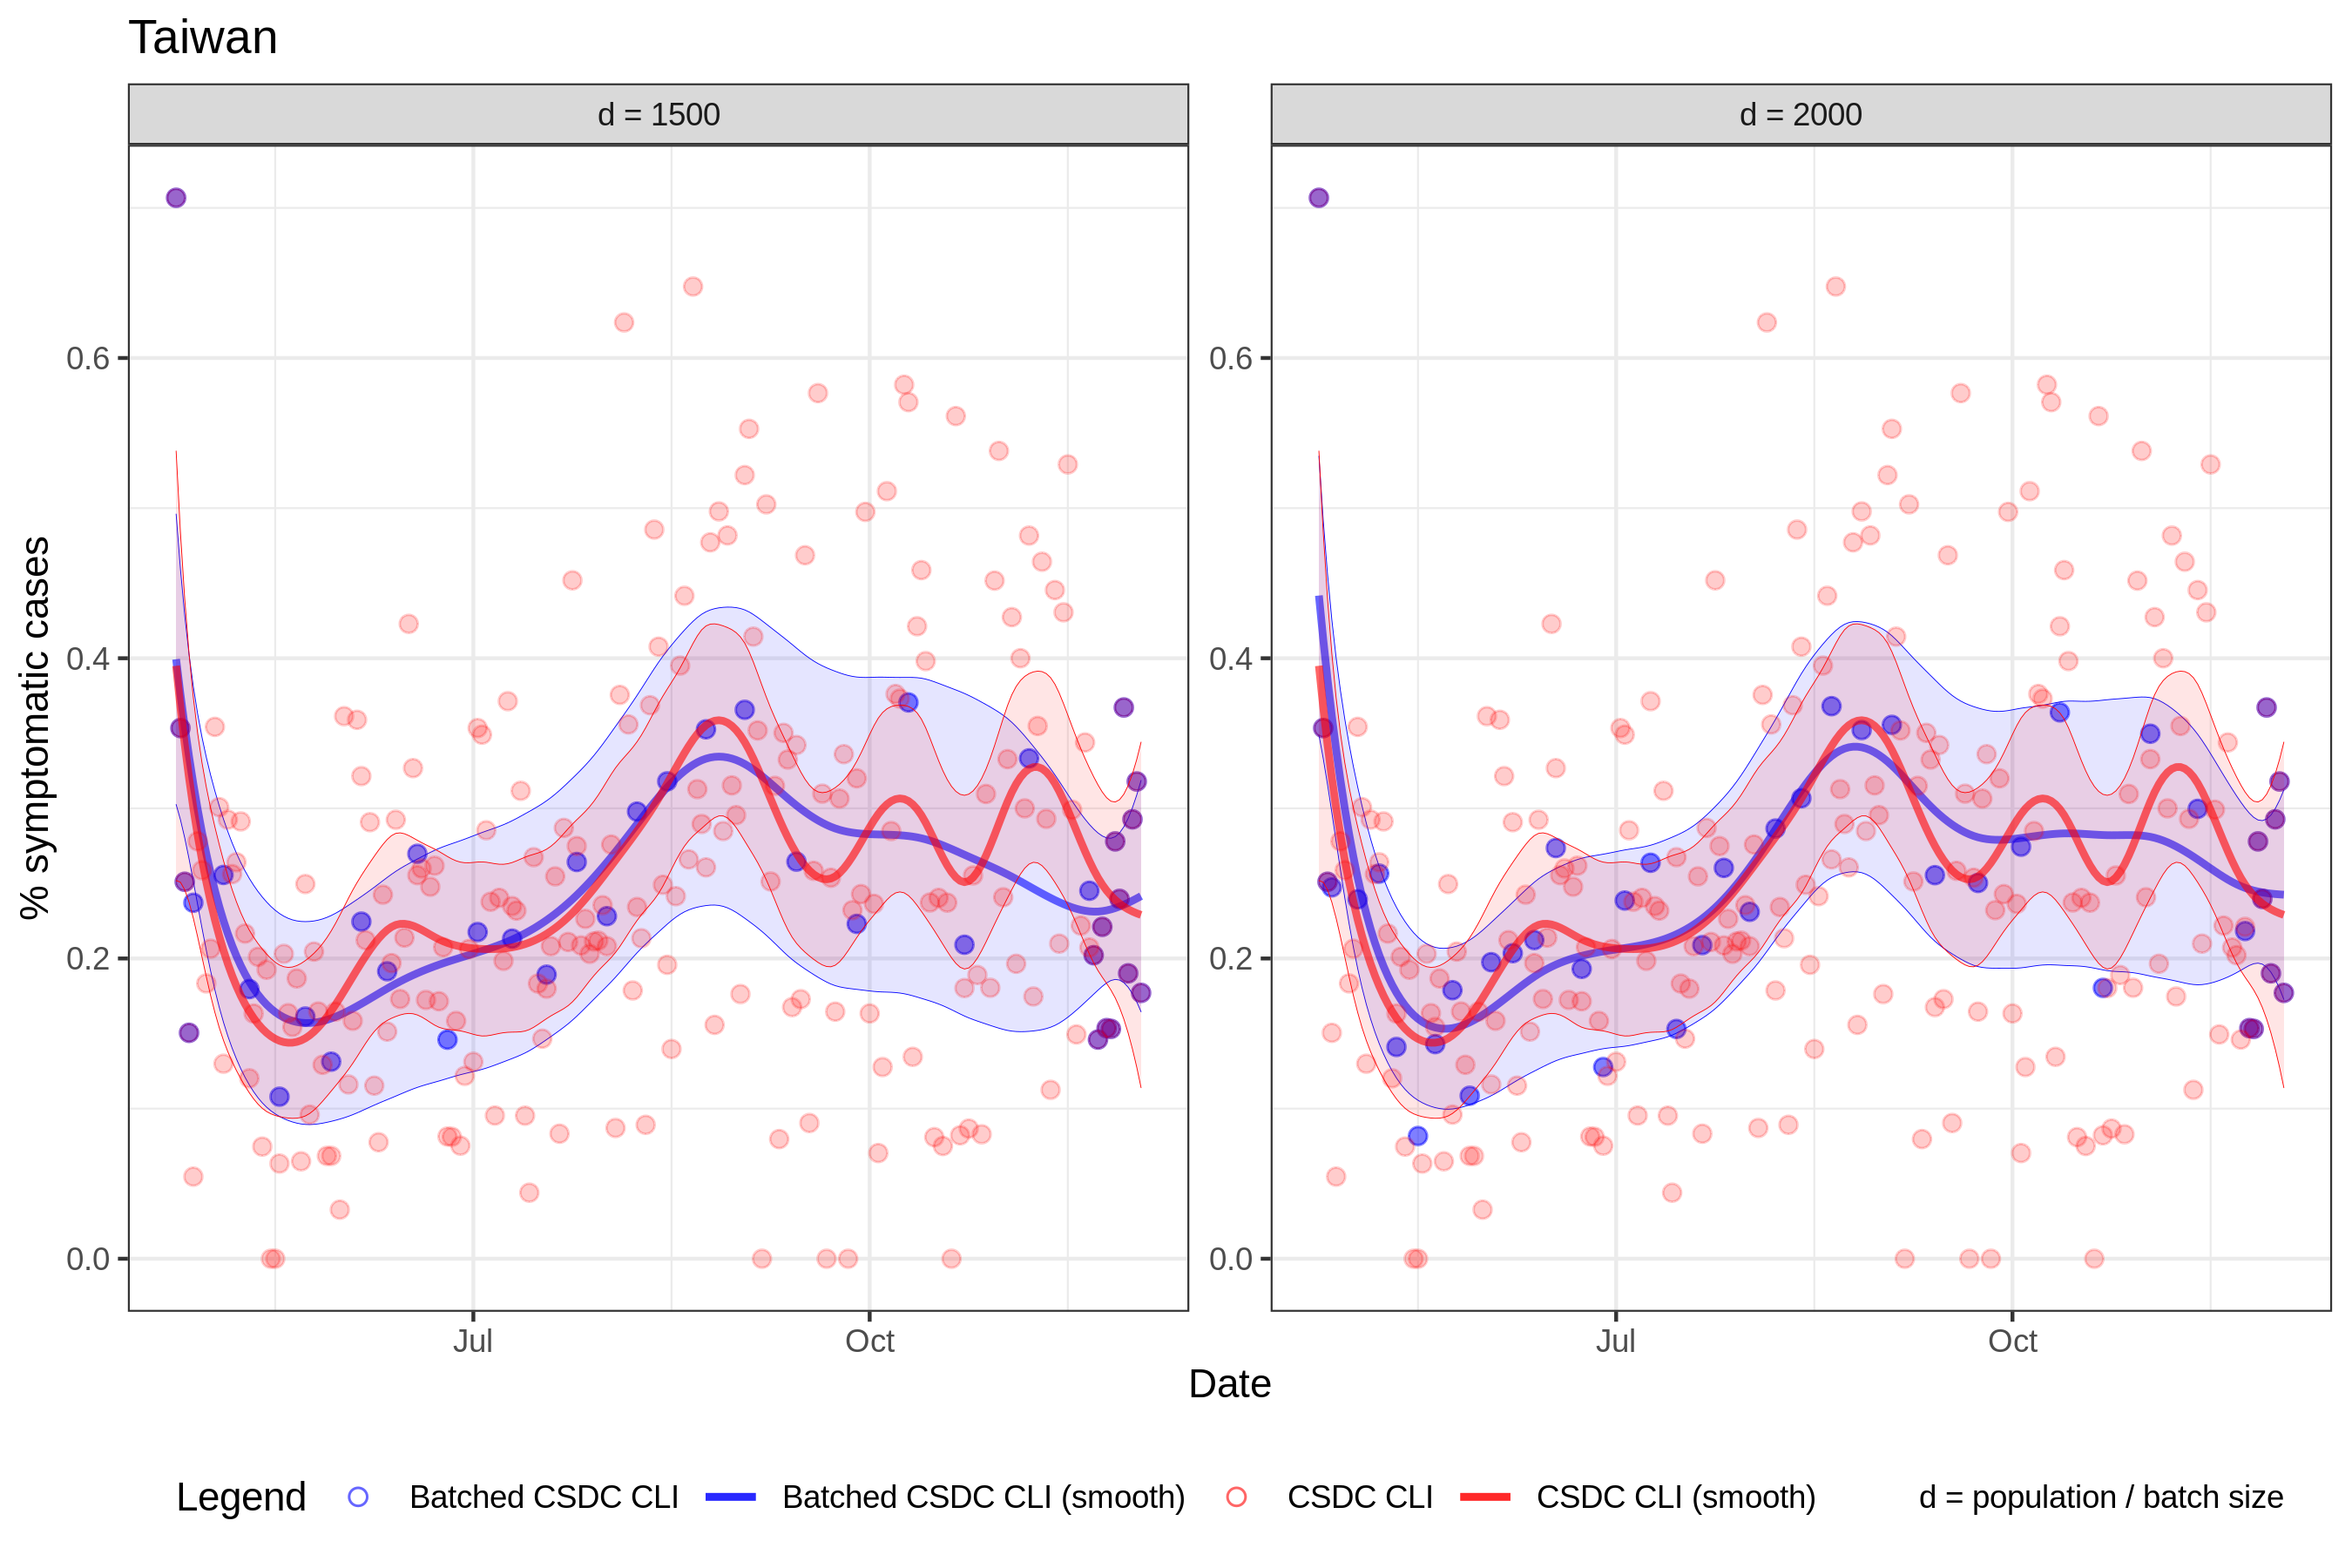 Taiwan
d = 1500
d = 2000
% symptomatic cases
0.6
0.4
0.2
0.0
0.6
0.4
0.2
0.0
Jul
Oct
Jul
Oct
Date
Legend
Batched CSDC CLI
Batched CSDC CLI (smooth)
CSDC CLI
CSDC CLI (smooth)
d = population / batch size